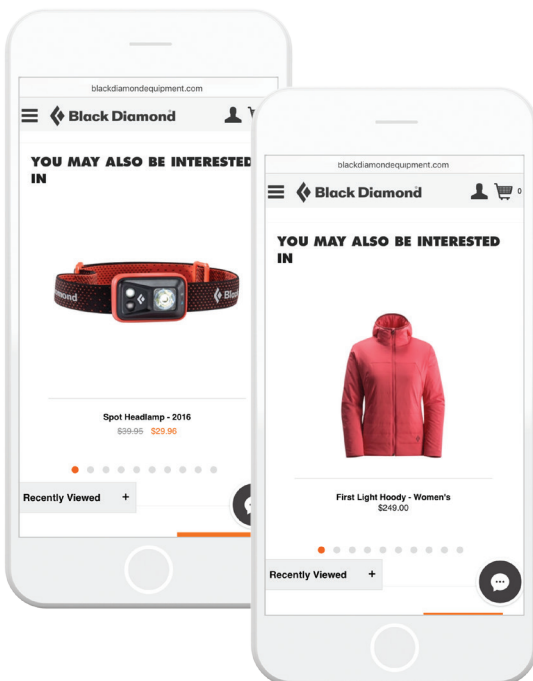 blackdiamondequipment.com
Black Diamond
YOU MAY ALSO BE INTERESTED
IN
Spot Headlamp - 2016
$39.95 $29.96
Recently Viewed +
blackdiamondequipment.com
Black Diamond
0
YOU MAY ALSO BE INTERESTED
IN
First Light Hoody - Women's
$249.00
Recently Viewed +